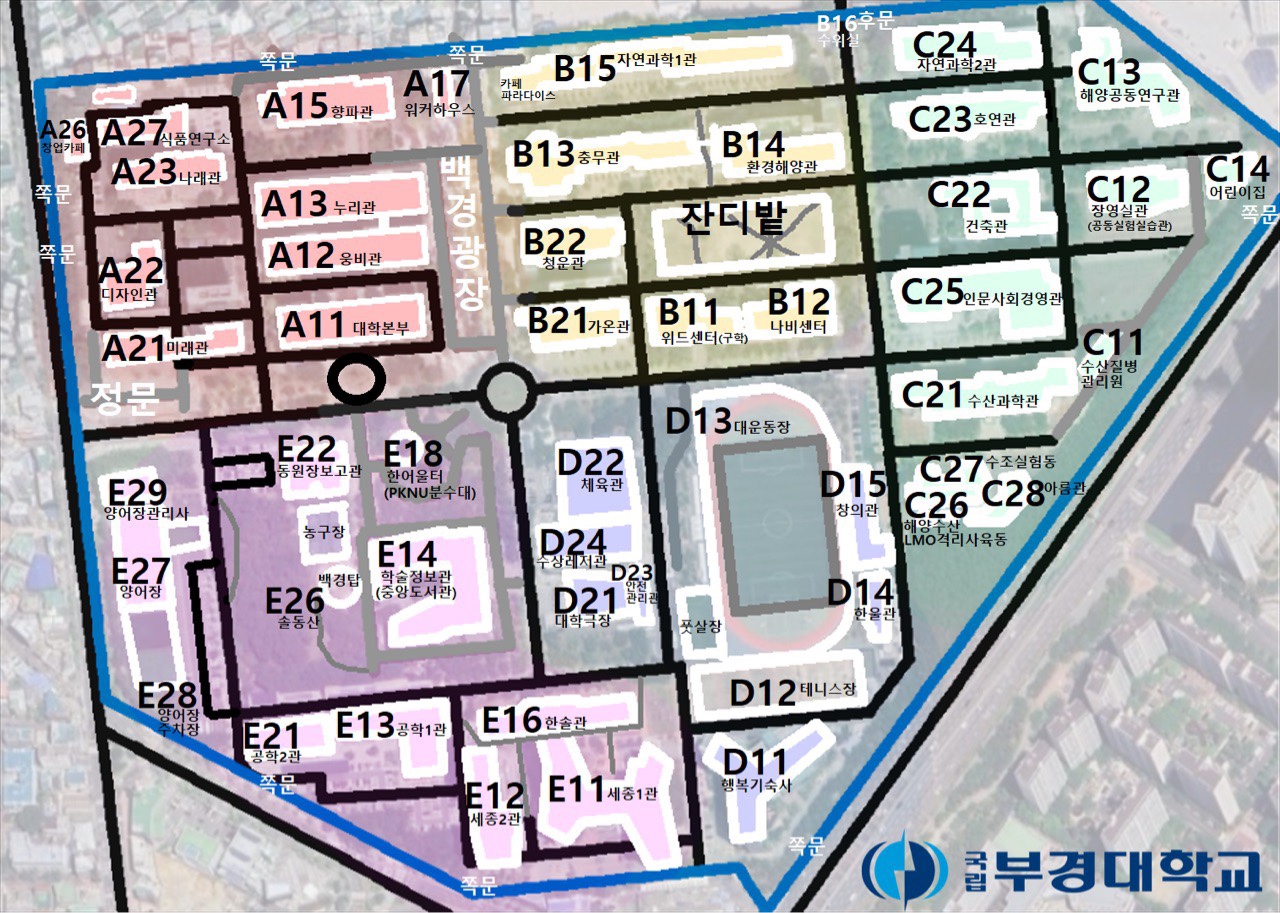 B16 후문
수위실
쪽문
쪽문
C24
자연과학2관
A17
워커하우스
카페
파라다이스
B15 자연과학1관
C13
해양공동연구관
A15 향파관
A26
창업카페
A27 식품연구소
A23 나래관
C23 호연관
B13 충무관
B14
환경해양관
백경광장
C14
어린이집
쪽문
쪽문
A13 누리관
잔디밭
C22
건축관
C12
장영실관
(공동실험실습관)
쪽문
A12 웅비관
B22
청운관
A22
디자인관
C25 인문사회경영관
A11 대학본부
B21 가온관
B11
위드센터(구학)
B12
나비센터
A21 미래관
C11
수산질병
관리원
정문
C21 수산과학관
D13 대운동장
E22
동원장보고관
E18
한어울터
(PKNU분수대)
D22
체육관
C27 수조실험동
D15
창의관
C28 아름관
C26
해양수산
LMO격리사육동
E29
양어장관리사
농구장
E14
학술정보관
(중앙도서관)
D24
수상레저관
E27
양어장
백경탑
D23
안전
관리관
E26
솔동산
D21
대학극장
D14
한울관
풋살장
E28
양어장
주차장
D12 테니스장
E21
공학2관
E13 공학1관
E16 한솔관
쪽문
D11
행복기숙사
E12
세종2관
E11 세종1관
쪽문
쪽문
국립 부경대학교